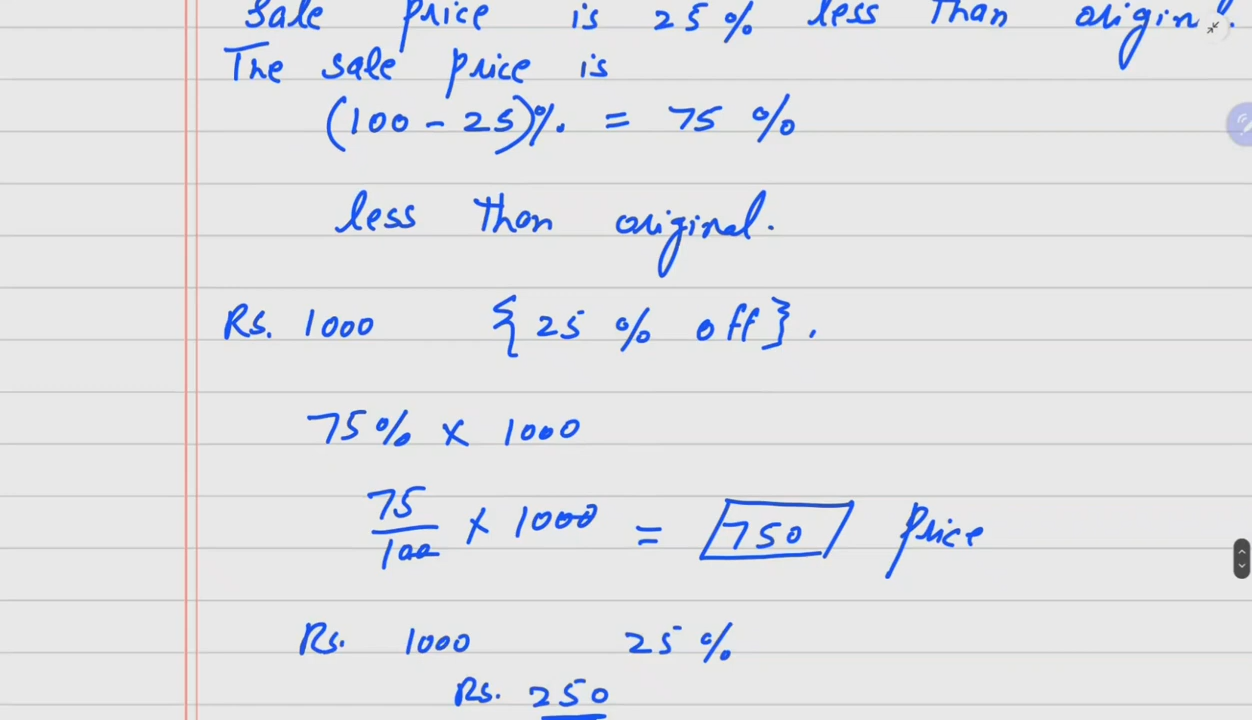 Sale price is 25 % less than
The sale price is
(100 - 25)%. = 75 %
less than original.
Rs. 1000 {25 % off}.
75% x 1000
75/100 x 1000 = 750 price
Rs. 1000 25 %
Rs. 250